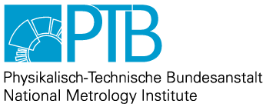 PTB
Physikalisch-Technische Bundesanstalt
National Metrology Institute